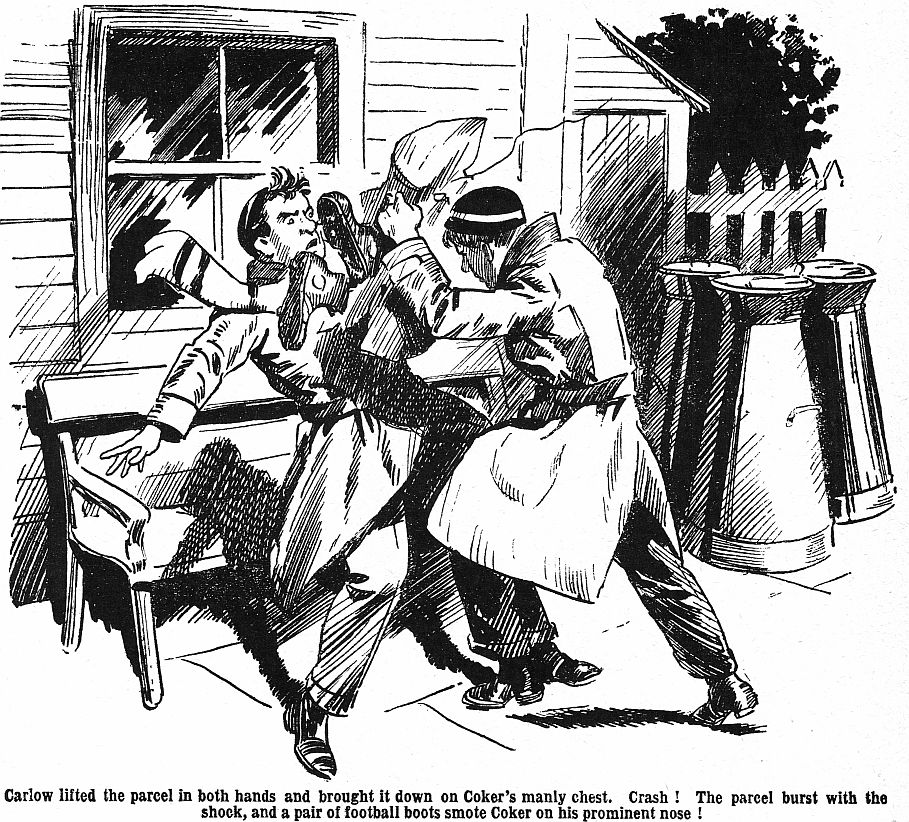 Carlow lifted the parcel in both hands and brought it down on Coker's manly chest. Crash ! The parcel burst with the
shock, and a pair of football boots smote Coker on his prominent nose !